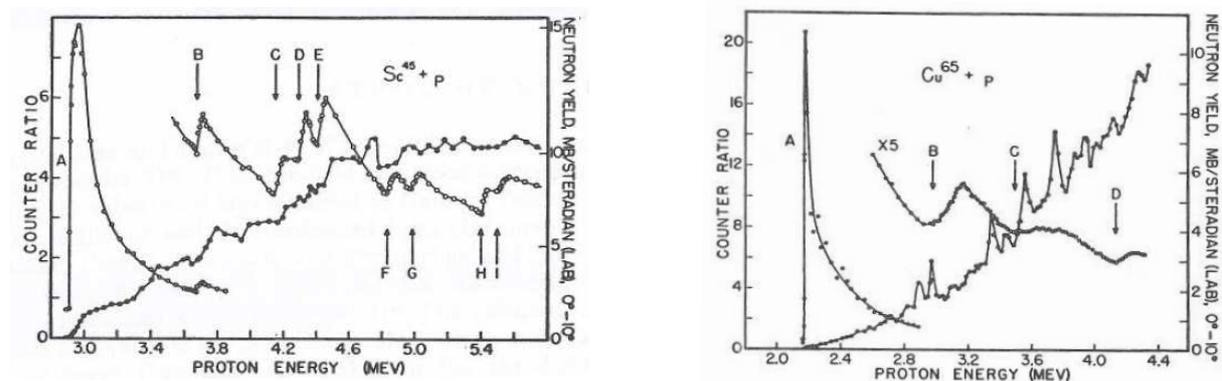 15
B
C
D
E
Sc45 + P
6
A
10
4
5
2
F
G
H
I
0
0
3.0
3.4
3.8
4.2
4.6
5.0
5.4
PROTON ENERGY (MEV)
COUNTER RATIO
NEUTRON YIELD, MB/STERADIAN (LAB), 0°-10°
20
10
Cu65 + P
16
8
A
X5
B
C
12
6
D
8
4
4
2
0
0
2.0
2.4
2.8
3.2
3.6
4.0
4.4
PROTON ENERGY (MEV)
COUNTER RATIO
NEUTRON YIELD, MB/STERADIAN (LAB), 0°-10°